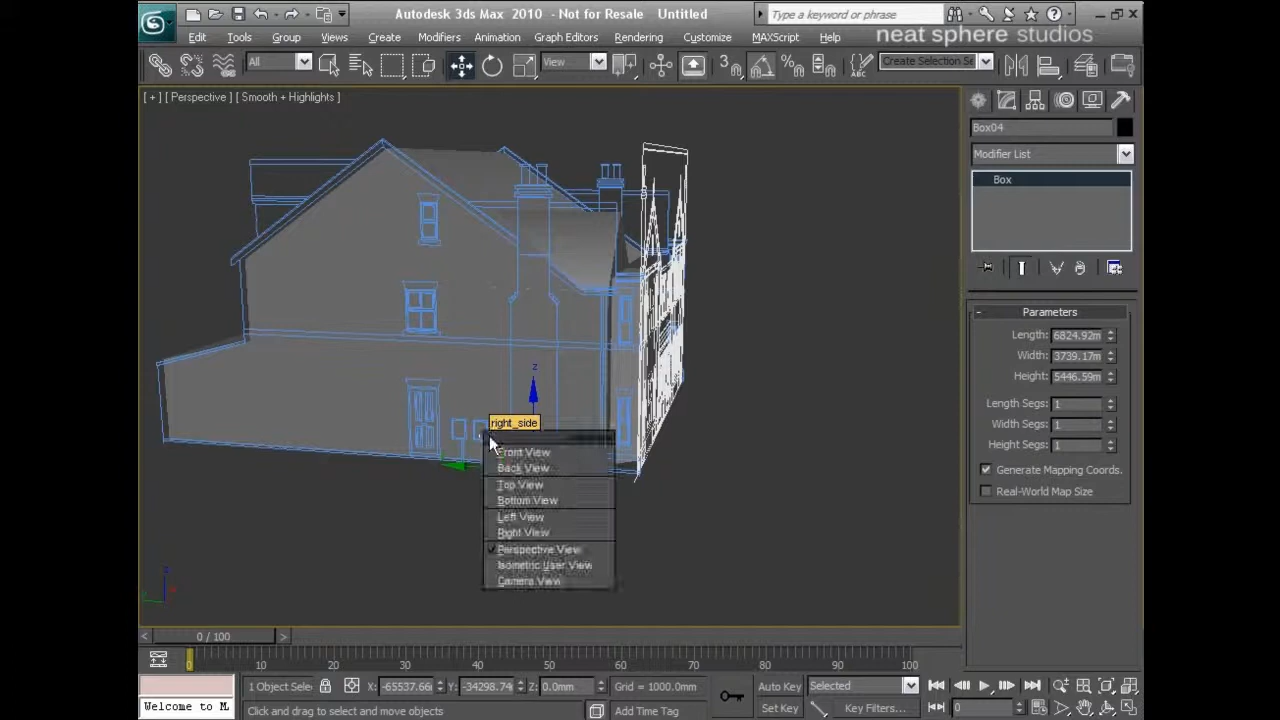 Autodesk 3ds Max 2010 - Not for Resale Untitled
Type a keyword or phrase
Edit Tools Group Views Create Modifiers Animation Graph Editors Rendering Customize MAXScript Help
neat sphere studios
All
View
3
Create Selection Se
[ + ] [ Perspective ] [ Smooth + Highlights ]
Box04
Modifier List
Box
Parameters
Length: 6824.92m
Width: 3739.17m
Height: 5446.59m
Length Segs: 1
Width Segs: 1
Height Segs: 1
Generate Mapping Coords.
Real-World Map Size
z
right_side
Front View
Back View
Top View
Bottom View
Left View
Right View
Perspective View
Isometric User View
Camera View
< 0 / 100 >
0 10 20 30 40 50 60 70 80 90 100
1 Object Sele X: -65537.66 Y: -34298.74 Z: 0.0mm Grid = 1000.0mm Auto Key Selected
Welcome to M Click and drag to select and move objects Add Time Tag Set Key Key Filters... 0